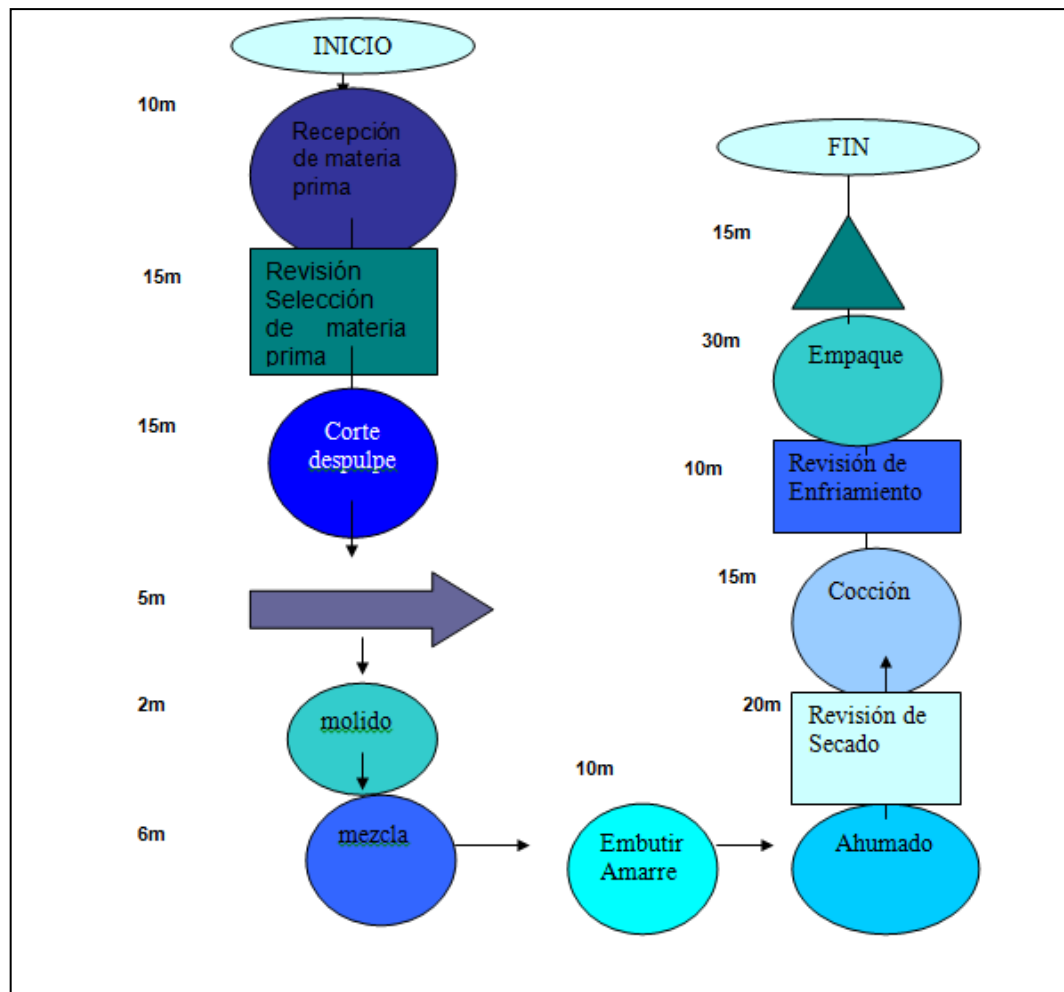 INICIO
10m
Recepción
de materia
prima
15m
Revisión
Selección
de materia
prima
15m
Corte
despulpe
5m
2m
molido
6m
mezcla
10m
Embutir
Amarre
Ahumado
20m
Revisión de
Secado
15m
Cocción
10m
Revisión de
Enfriamiento
30m
Empaque
15m
FIN